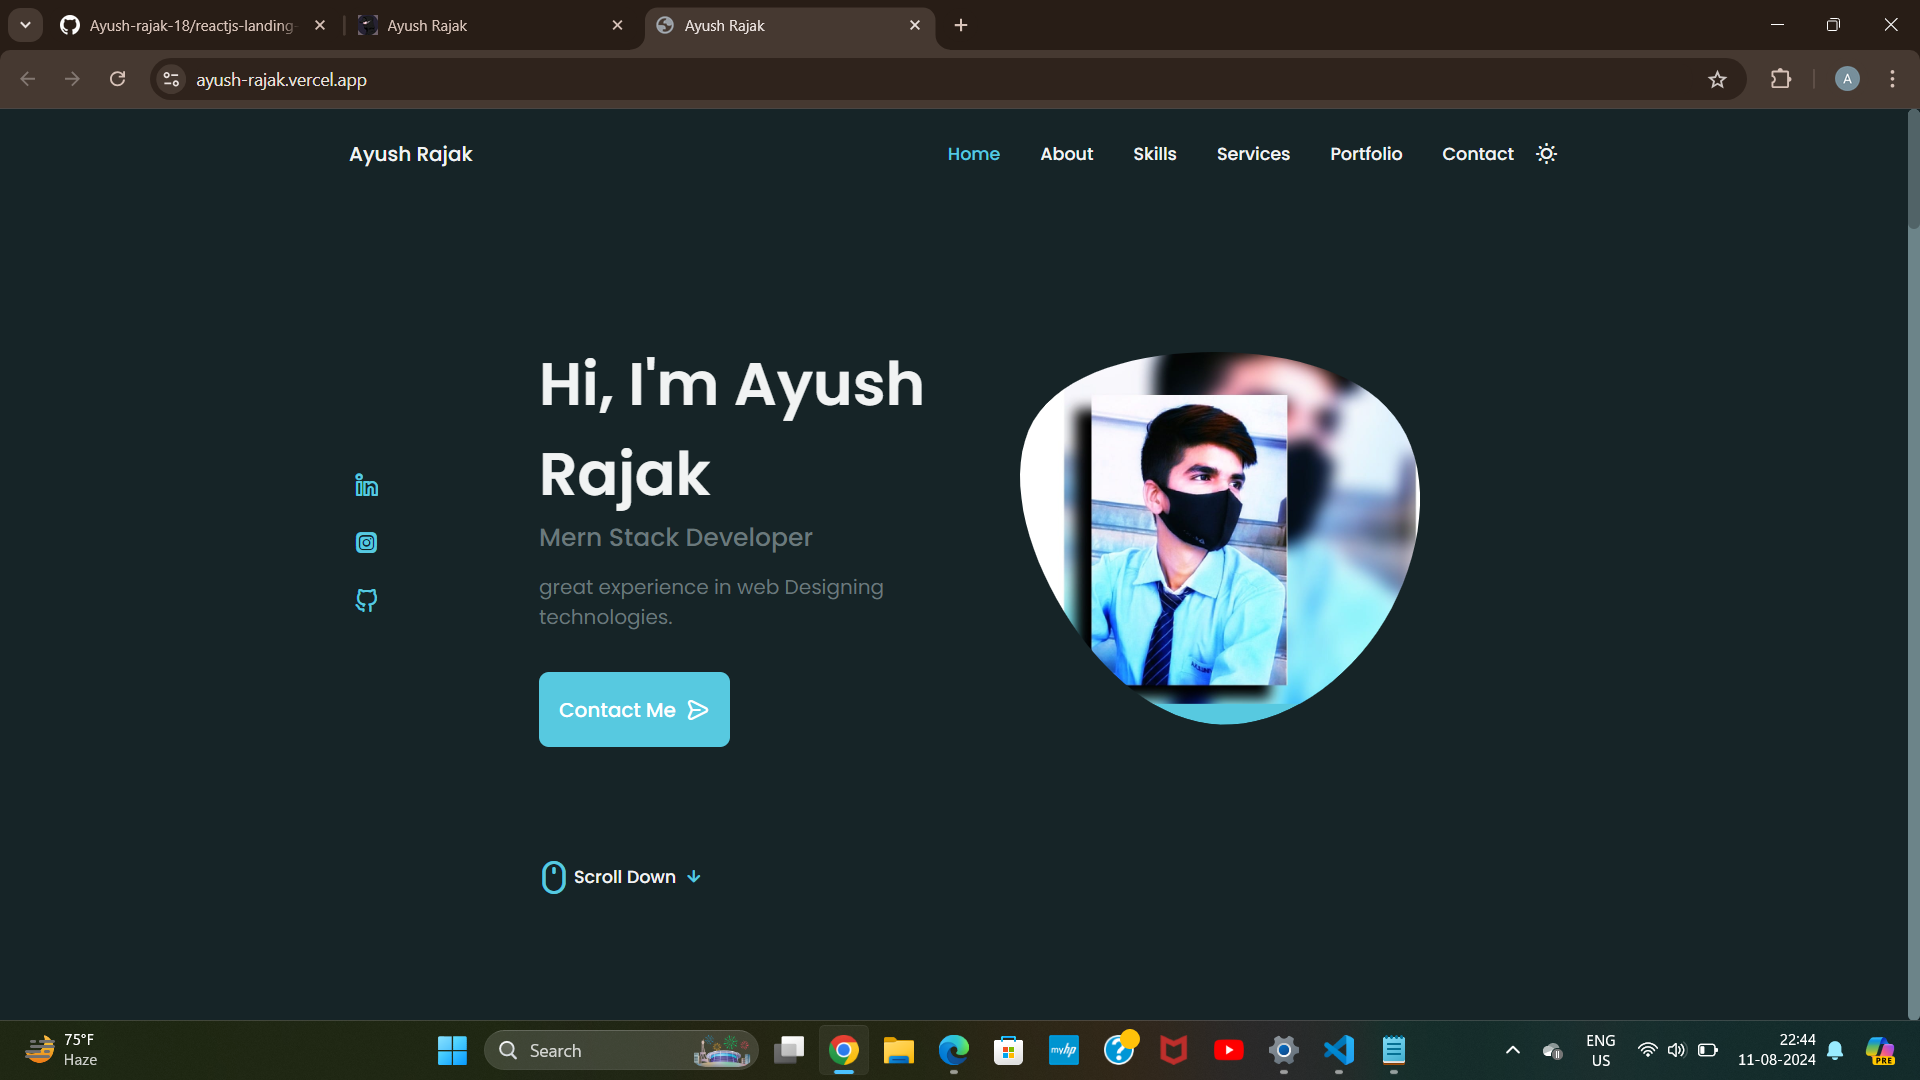 Ayush-rajak-18/reactjs-landing-
Ayush Rajak
Ayush Rajak
ayush-rajak.vercel.app
A
Ayush Rajak
Home
About
Skills
Services
Portfolio
Contact
Hi, I'm Ayush
Rajak
Mern Stack Developer
great experience in web Designing
technologies.
Contact Me
Scroll Down
75°F
Haze
Search
myhp
ENG
US
22:44
11-08-2024
PRE